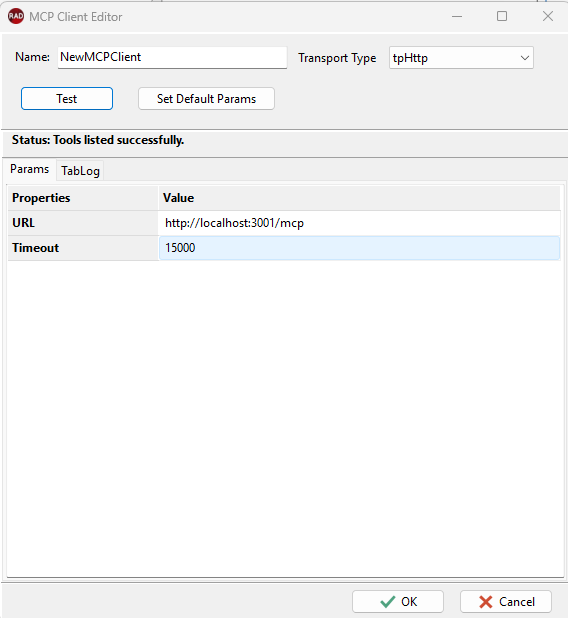 RAD MCP Client Editor
Name: NewMCPClient Transport Type tpHttp
Test Set Default Params
Status: Tools listed successfully.
Params TabLog
Properties Value
URL http://localhost:3001/mcp
Timeout 15000
OK Cancel